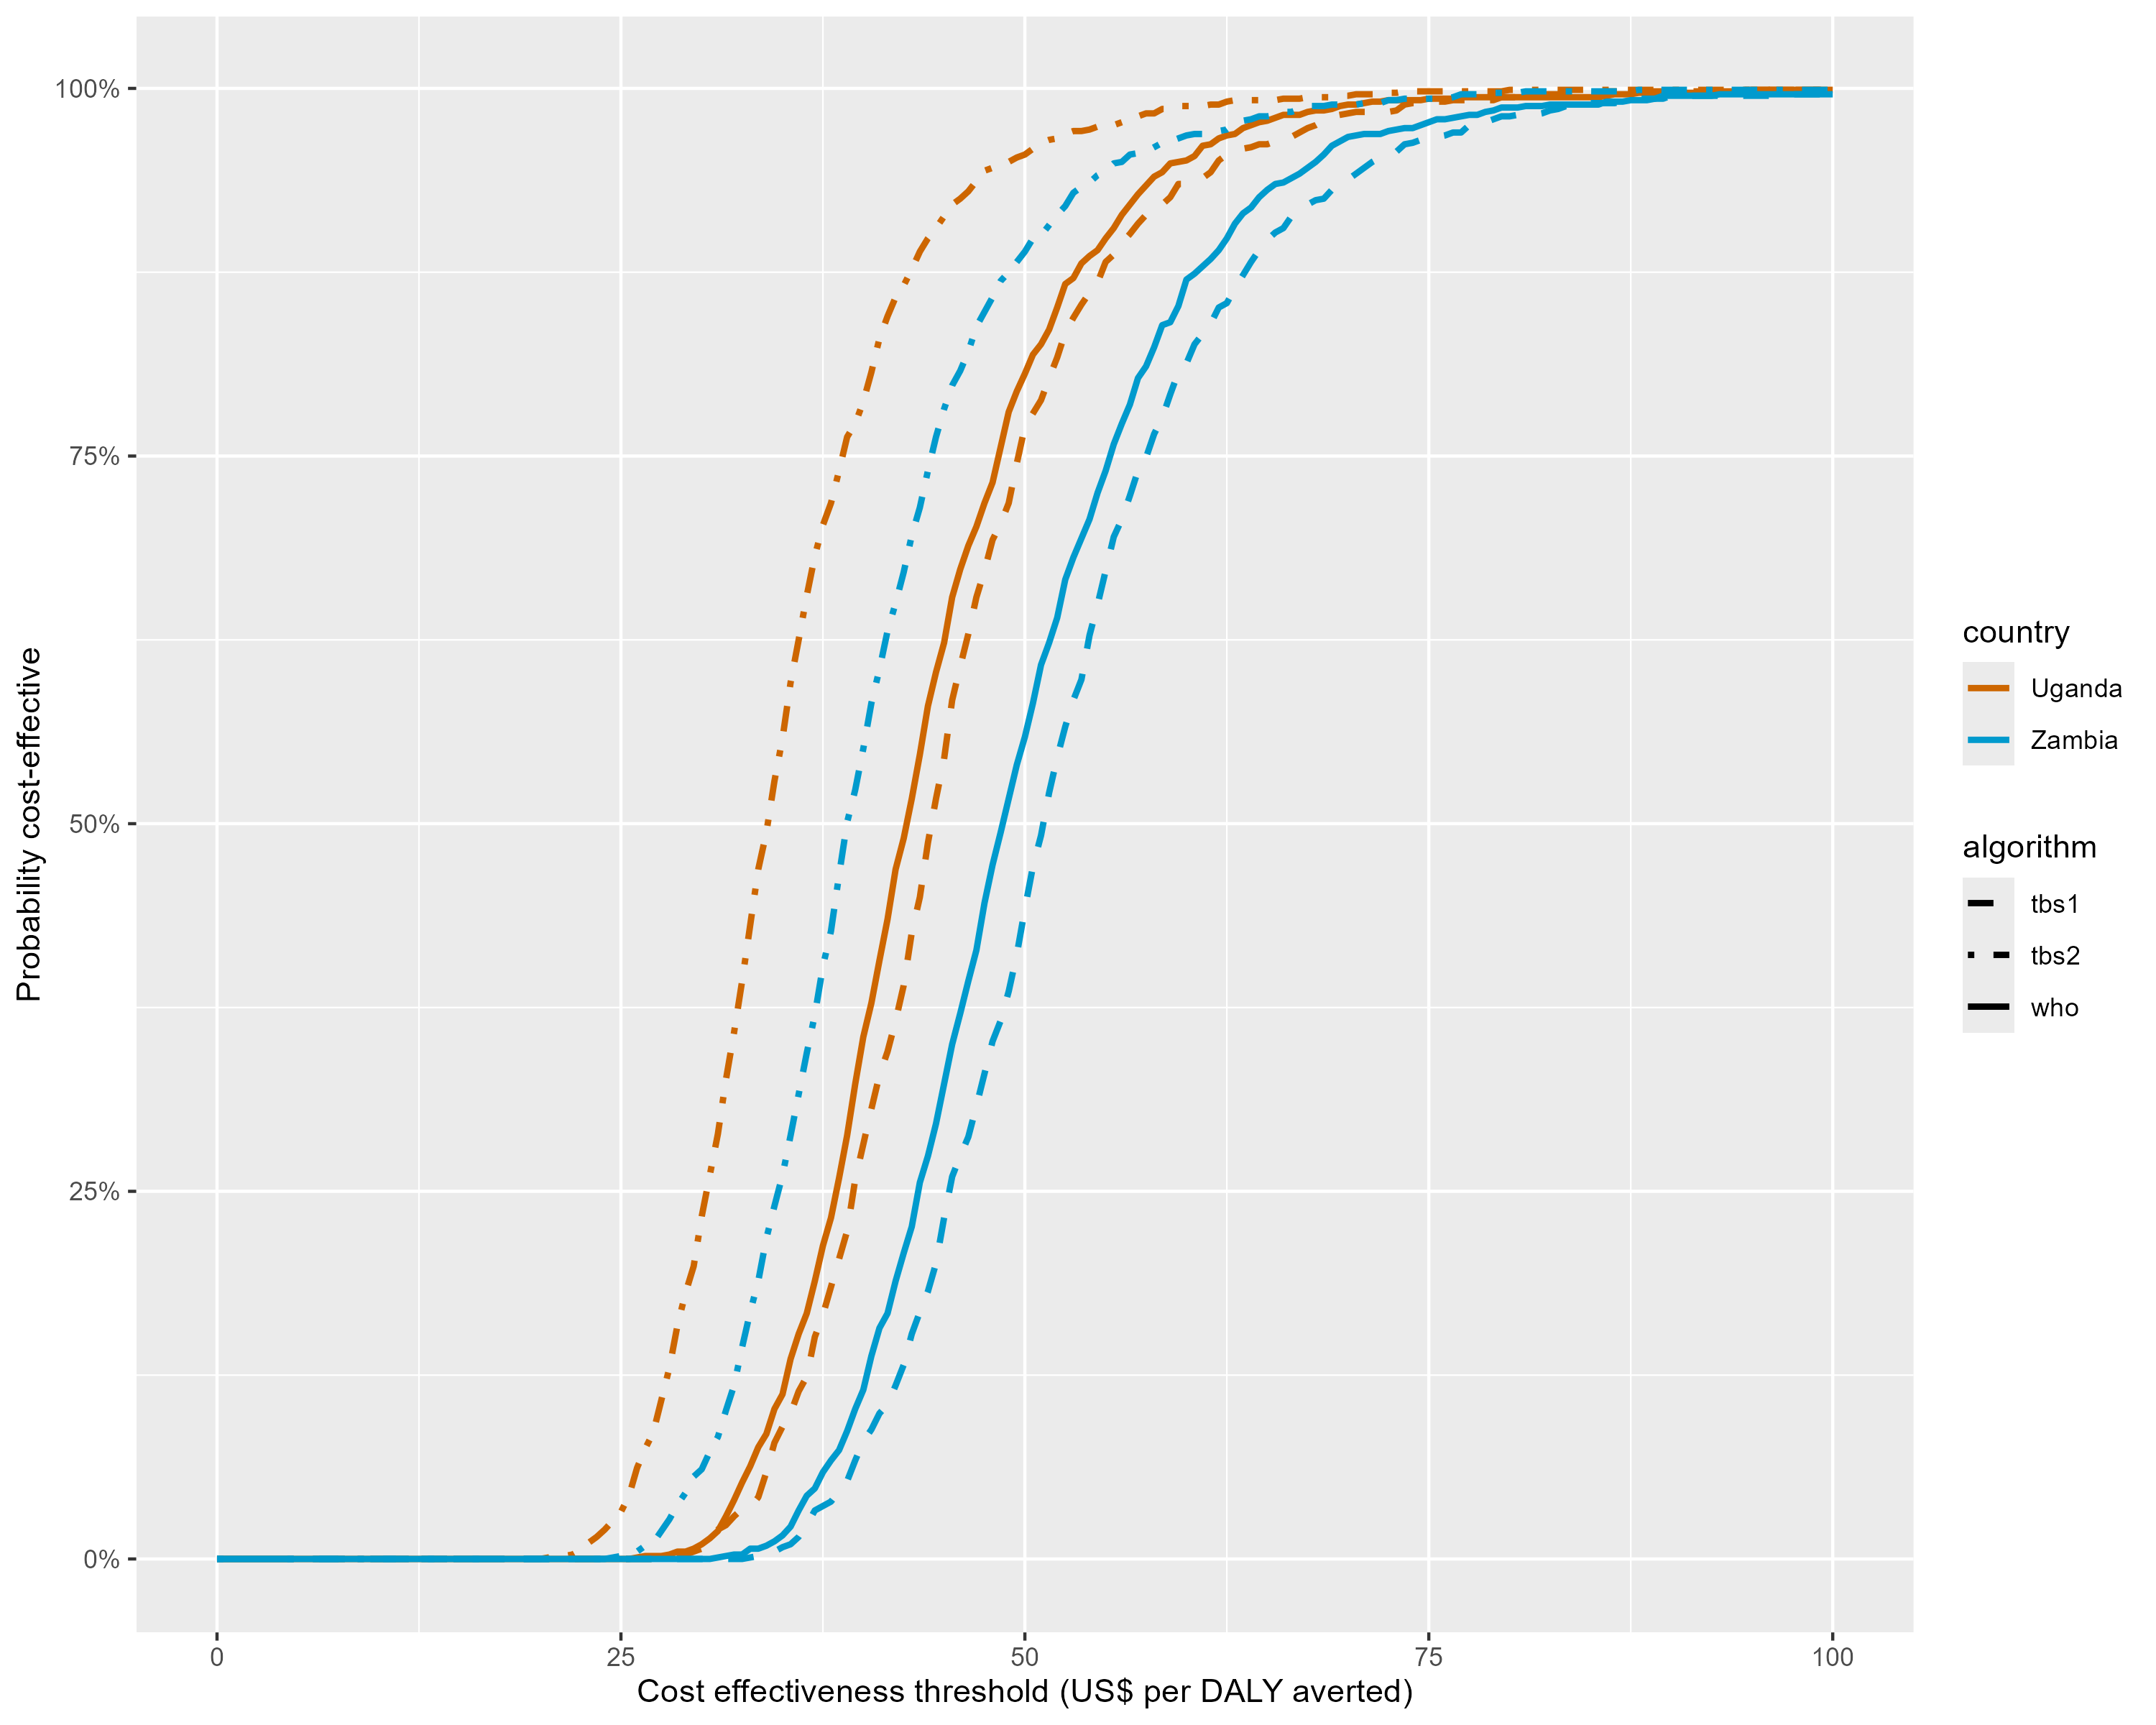 100%
75%
50%
25%
0%
Probability cost-effective
0
25
50
75
100
Cost effectiveness threshold (US$ per DALY averted)
country
Uganda
Zambia
algorithm
tbs1
tbs2
who